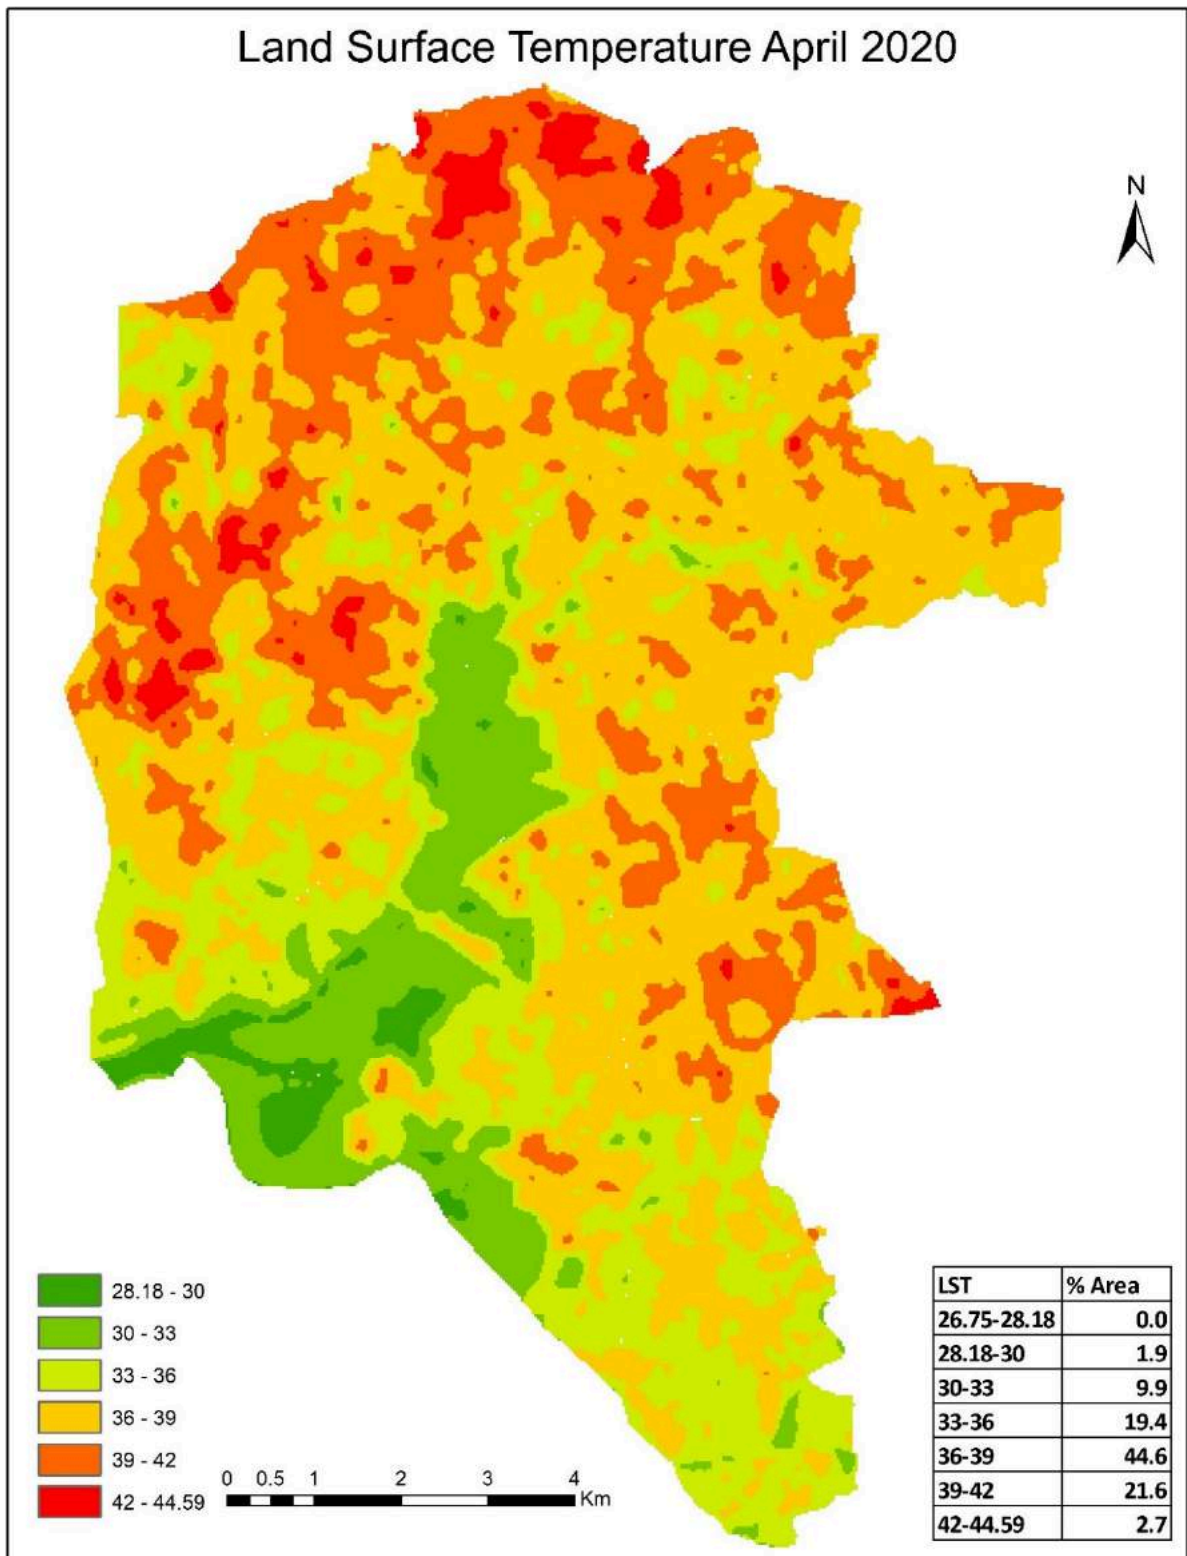 Land Surface Temperature April 2020
N
28.18 - 30
30 - 33
33 - 36
36 - 39
39 - 42
42 - 44.59
0 0.5 1 2 3 4
Km
LST % Area
26.75-28.18 0.0
28.18-30 1.9
30-33 9.9
33-36 19.4
36-39 44.6
39-42 21.6
42-44.59 2.7